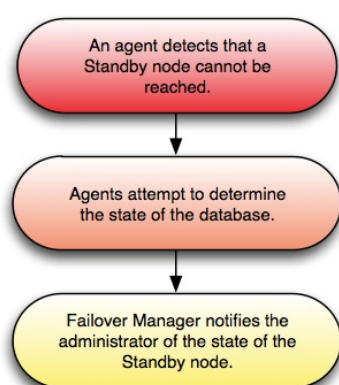 An agent detects that a
Standby node cannot be
reached.
Agents attempt to determine
the state of the database.
Failover Manager notifies the
administrator of the state of the
Standby node.